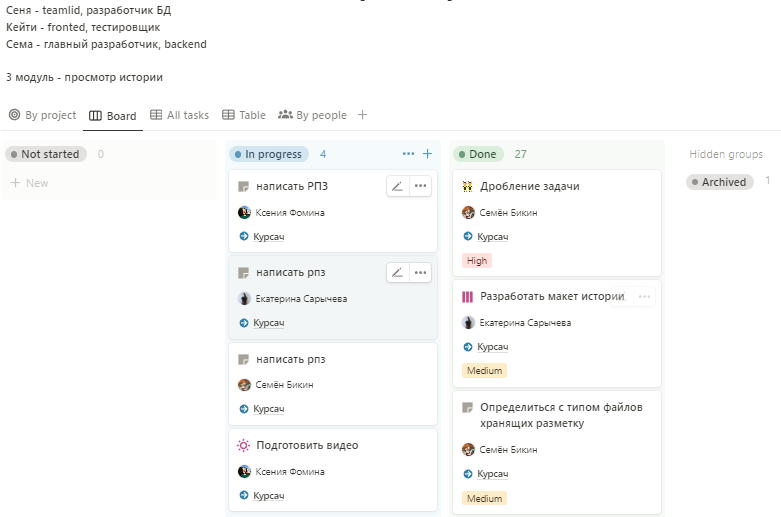 Сеня - teamlid, разработчик БД
Кейти - fronted, тестировщик
Сема - главный разработчик, backend
3 модуль - просмотр истории
By project
Board
All tasks
Table
By people
Not started 0
New
In progress 4
написать РПЗ
Ксения Фомина
Курсач
написать рпз
Екатерина Сарычева
Курсач
написать рпз
Семён Бикин
Курсач
Подготовить видео
Ксения Фомина
Курсач
Done 27
Дробление задачи
Семён Бикин
Курсач
High
Разработать макет истории
Екатерина Сарычева
Курсач
Medium
Определиться с типом файлов
хранящих разметку
Семён Бикин
Курсач
Medium
Hidden groups
Archived 1